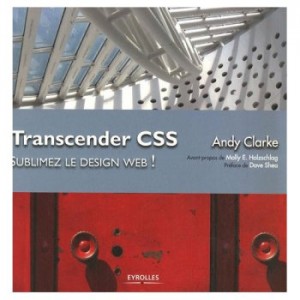 Transcender CSS
SUBLIMEZ LE DESIGN WEB !
Andy Clarke
Avant-propos de Molly E. Holzschlag
Préface de Dave Shea
EYROLLES